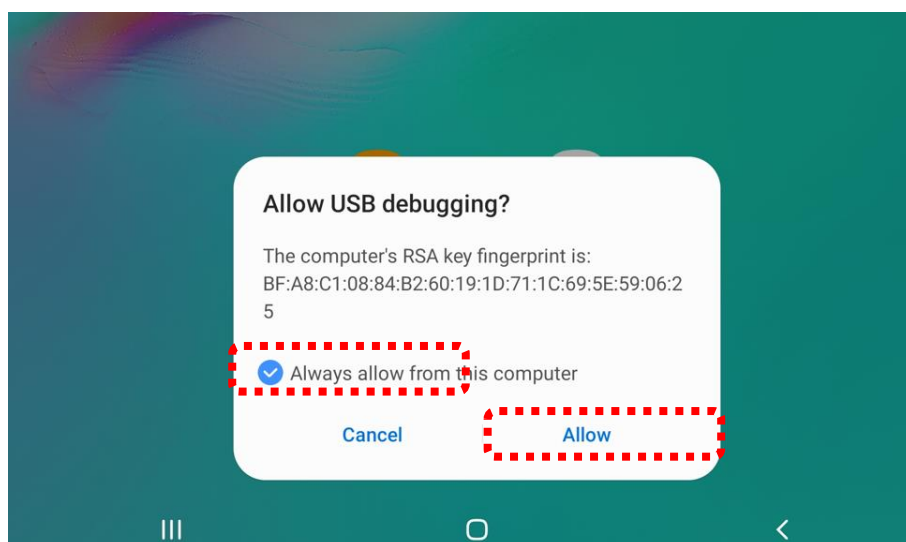 Allow USB debugging?
The computer's RSA key fingerprint is:
BF:A8:C1:08:84:B2:60:19:1D:71:1C:69:5E:59:06:2
5
Always allow from this computer
Cancel Allow